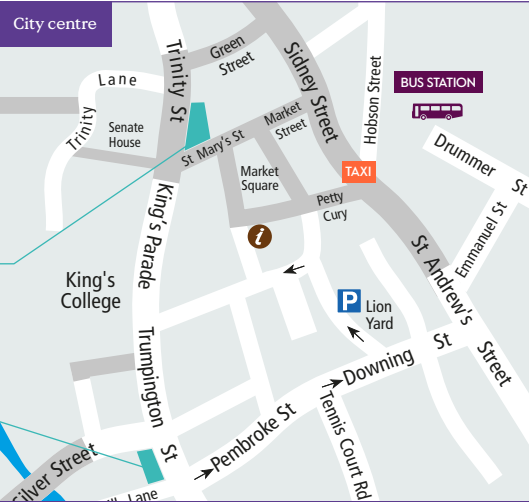 City centre
Trinity St
Green
Street
Sidney Street
Hobson Street
BUS STATION
Trinity
Lane
Senate
House
St Mary's St
Market
Street
Drummer
St
TAXI
Market
Square
Petty
Cury
King's Parade
i
Emmanuel St
St Andrew's
Street
King's
College
P
Lion
Yard
Trumpington
St
Downing
St
Pembroke St
Tennis Court Rd
Silver Street
Lane